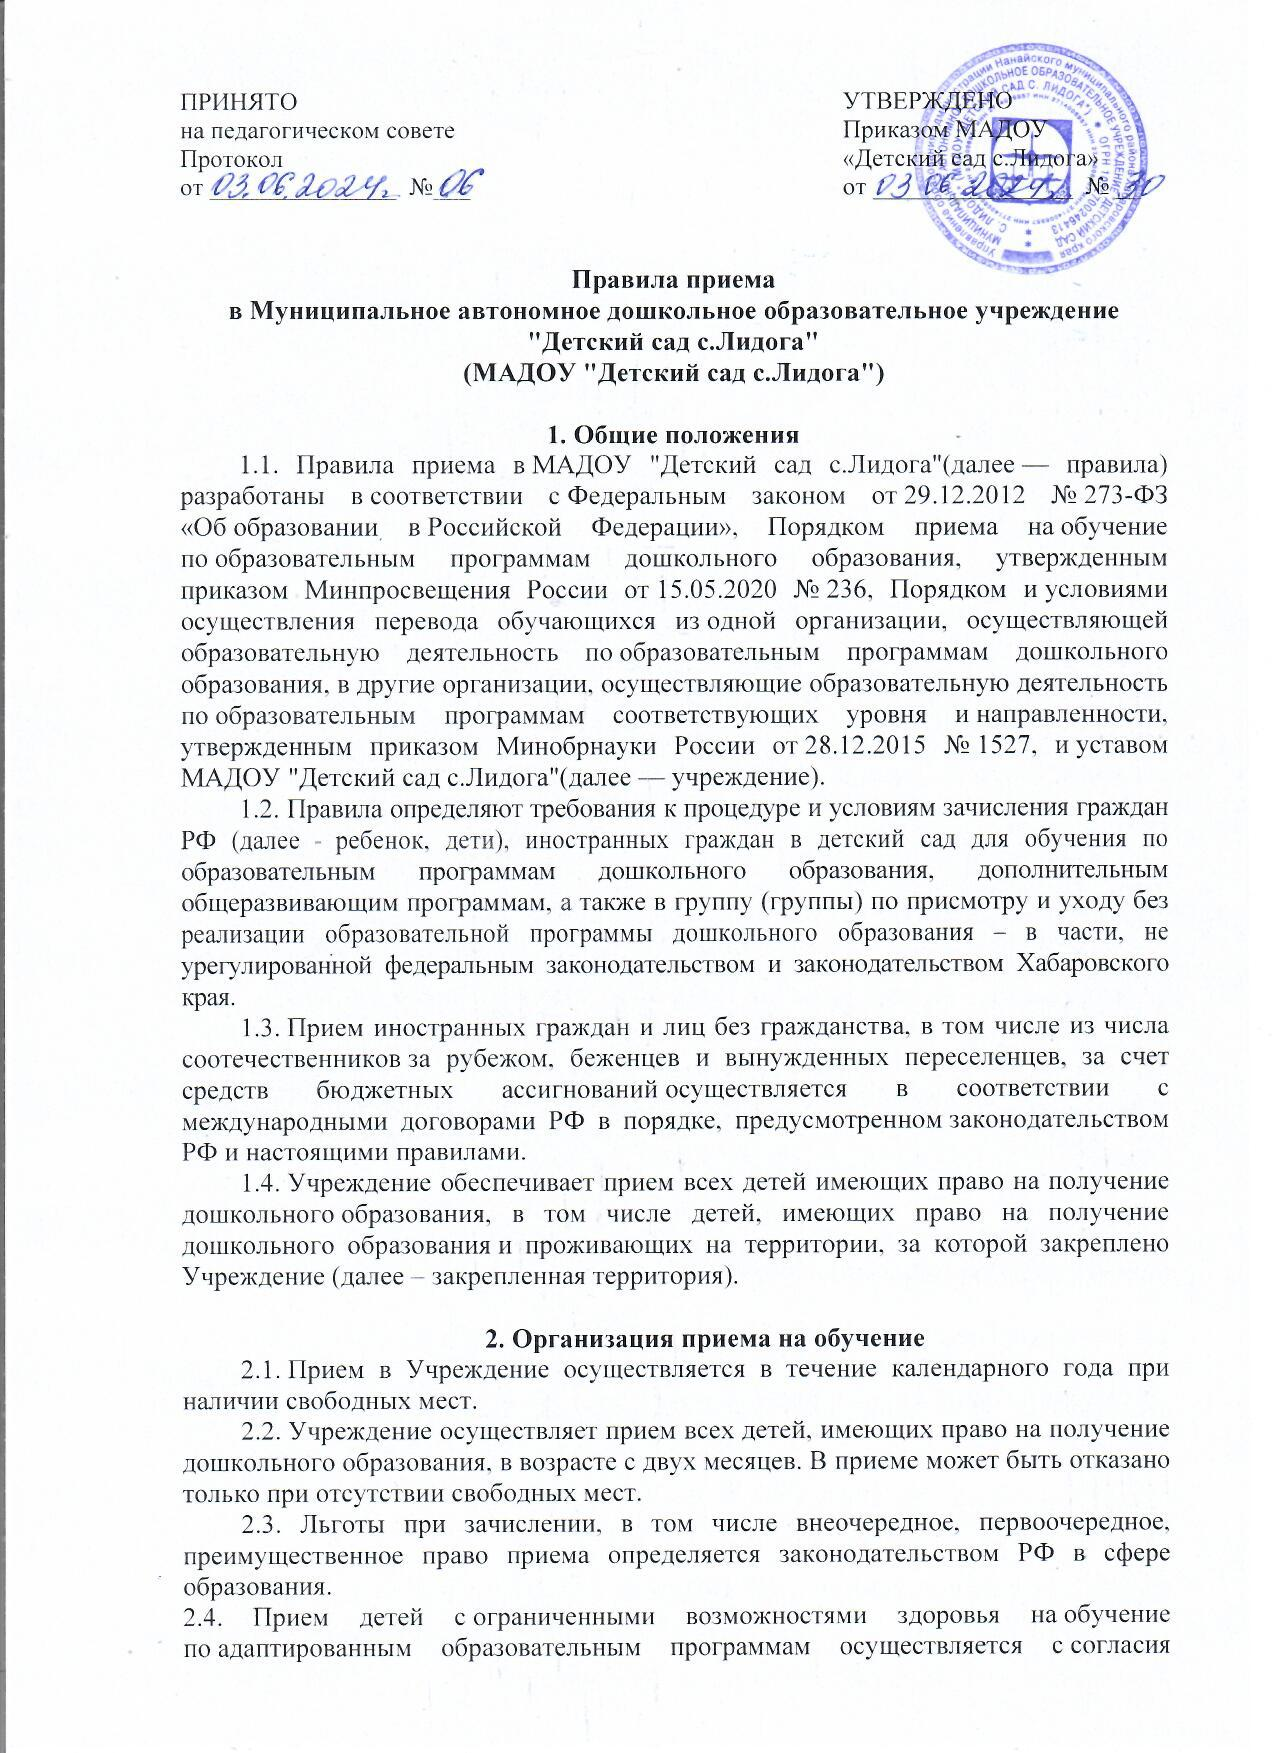 ПРИНЯТО
на педагогическом совете
Протокол
от 03.06.2024г. № 06
УТВЕРЖДЕНО
Приказом МАДОУ
«Детский сад с.Лидога»
от 03 06 2024г. № 30
Правила приема
в Муниципальное автономное дошкольное образовательное учреждение
"Детский сад с.Лидога"
(МАДОУ "Детский сад с.Лидога")
1. Общие положения
1.1. Правила приема в МАДОУ "Детский сад с.Лидога"(далее — правила)
разработаны в соответствии с Федеральным законом от 29.12.2012 № 273-ФЗ
«Об образовании в Российской Федерации», Порядком приема на обучение
по образовательным программам дошкольного образования, утвержденным
приказом Минпросвещения России от 15.05.2020 № 236, Порядком и условиями
осуществления перевода обучающихся из одной организации, осуществляющей
образовательную деятельность по образовательным программам дошкольного
образования, в другие организации, осуществляющие образовательную деятельность
по образовательным программам соответствующих уровня и направленности,
утвержденным приказом Минобрнауки России от 28.12.2015 № 1527, и уставом
МАДОУ "Детский сад с.Лидога"(далее — учреждение).
1.2. Правила определяют требования к процедуре и условиям зачисления граждан
РФ (далее - ребенок, дети), иностранных граждан в детский сад для обучения по
образовательным программам дошкольного образования, дополнительным
общеразвивающим программам, а также в группу (группы) по присмотру и уходу без
реализации образовательной программы дошкольного образования – в части, не
урегулированной федеральным законодательством и законодательством Хабаровского
края.
1.3. Прием иностранных граждан и лиц без гражданства, в том числе из числа
соотечественников за рубежом, беженцев и вынужденных переселенцев, за счет
средств бюджетных ассигнований осуществляется в соответствии с
международными договорами РФ в порядке, предусмотренном законодательством
РФ и настоящими правилами.
1.4. Учреждение обеспечивает прием всех детей имеющих право на получение
дошкольного образования, в том числе детей, имеющих право на получение
дошкольного образования и проживающих на территории, за которой закреплено
Учреждение (далее – закрепленная территория).
2. Организация приема на обучение
2.1. Прием в Учреждение осуществляется в течение календарного года при
наличии свободных мест.
2.2. Учреждение осуществляет прием всех детей, имеющих право на получение
дошкольного образования, в возрасте с двух месяцев. В приеме может быть отказано
только при отсутствии свободных мест.
2.3. Льготы при зачислении, в том числе внеочередное, первоочередное,
преимущественное право приема определяется законодательством РФ в сфере
образования.
2.4. Прием детей с ограниченными возможностями здоровья на обучение
по адаптированным образовательным программам осуществляется с согласия